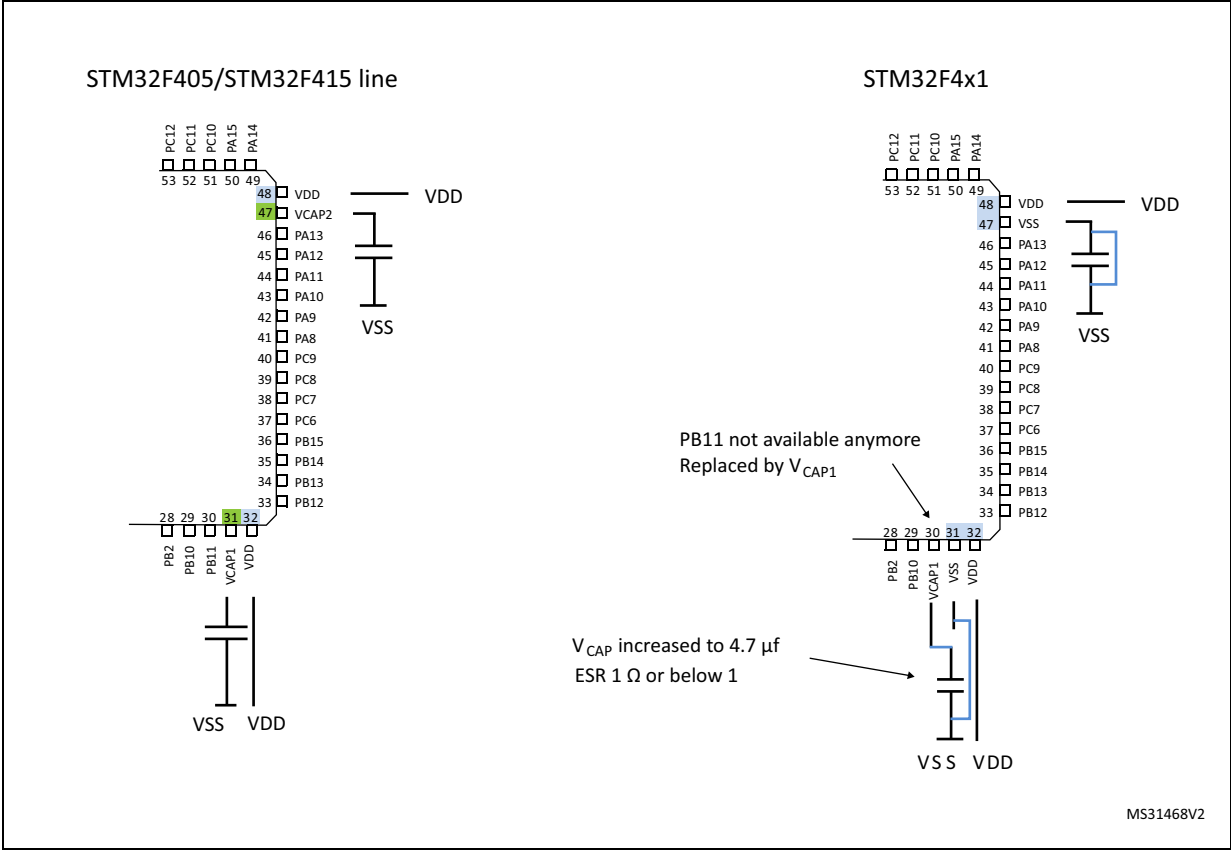 STM32F405/STM32F415 line
PC12
PC11
PC10
PA15
PA14
53 52 51 50 49
48 VDD
47 VCAP2
46 PA13
45 PA12
44 PA11
43 PA10
42 PA9
41 PA8
40 PC9
39 PC8
38 PC7
37 PC6
36 PB15
35 PB14
34 PB13
33 PB12
28 29 30 31 32
PB2
PB10
PB11
VCAP1
VDD
VDD
VSS
VSS VDD
STM32F4x1
PC12
PC11
PC10
PA15
PA14
53 52 51 50 49
48 VDD
47 VSS
46 PA13
45 PA12
44 PA11
43 PA10
42 PA9
41 PA8
40 PC9
39 PC8
38 PC7
37 PC6
36 PB15
35 PB14
34 PB13
33 PB12
28 29 30 31 32
PB2
PB10
VCAP1
VSS
VDD
VDD
VSS
PB11 not available anymore
Replaced by VCAP1
VCAP increased to 4.7 µf
ESR 1 Ω or below 1
VSS VDD
MS31468V2